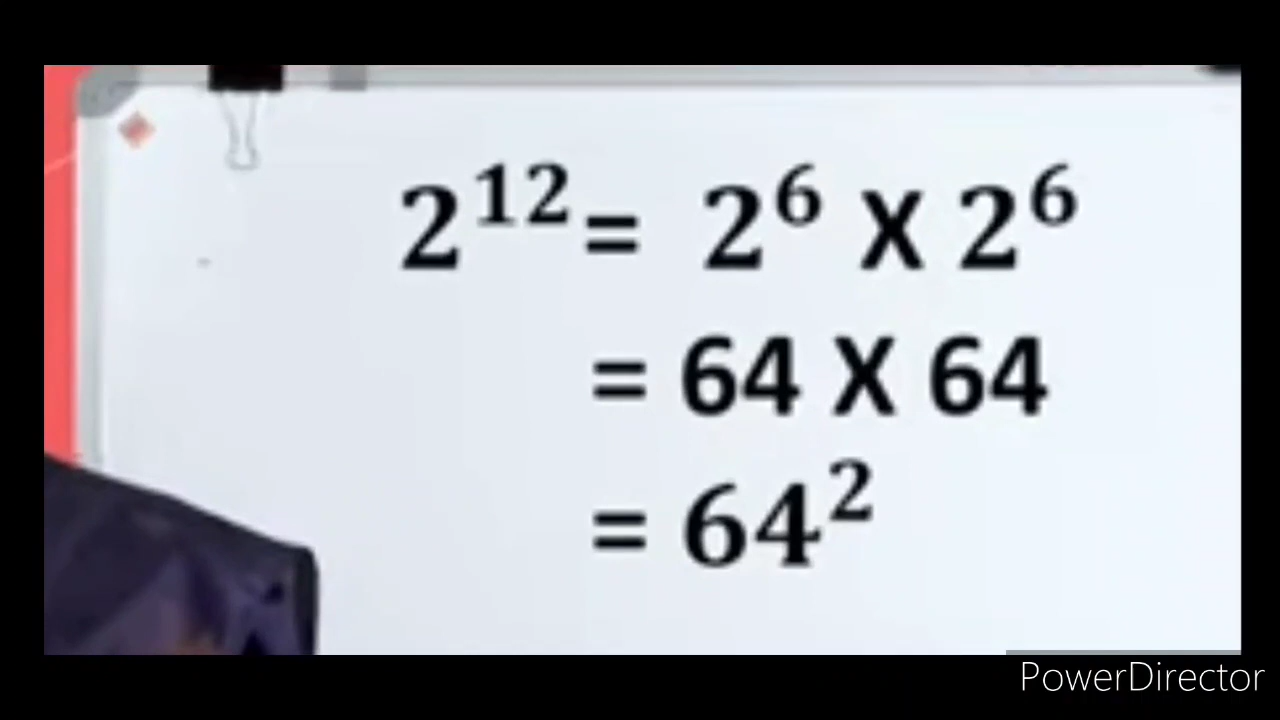 2¹²= 2⁶ X 2⁶
= 64 X 64
= 64²
PowerDirector